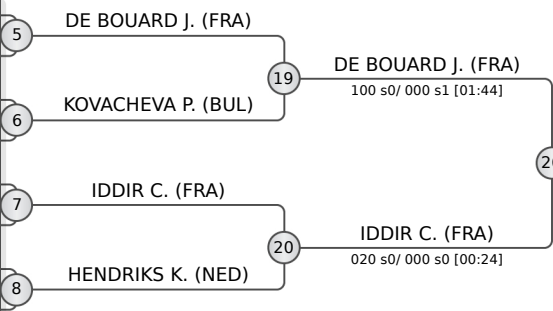 DE BOUARD J. (FRA)
5
19
DE BOUARD J. (FRA)
100 s0/ 000 s1 [01:44]
KOVACHEVA P. (BUL)
6
IDDIR C. (FRA)
7
20
IDDIR C. (FRA)
020 s0/ 000 s0 [00:24]
HENDRIKS K. (NED)
8